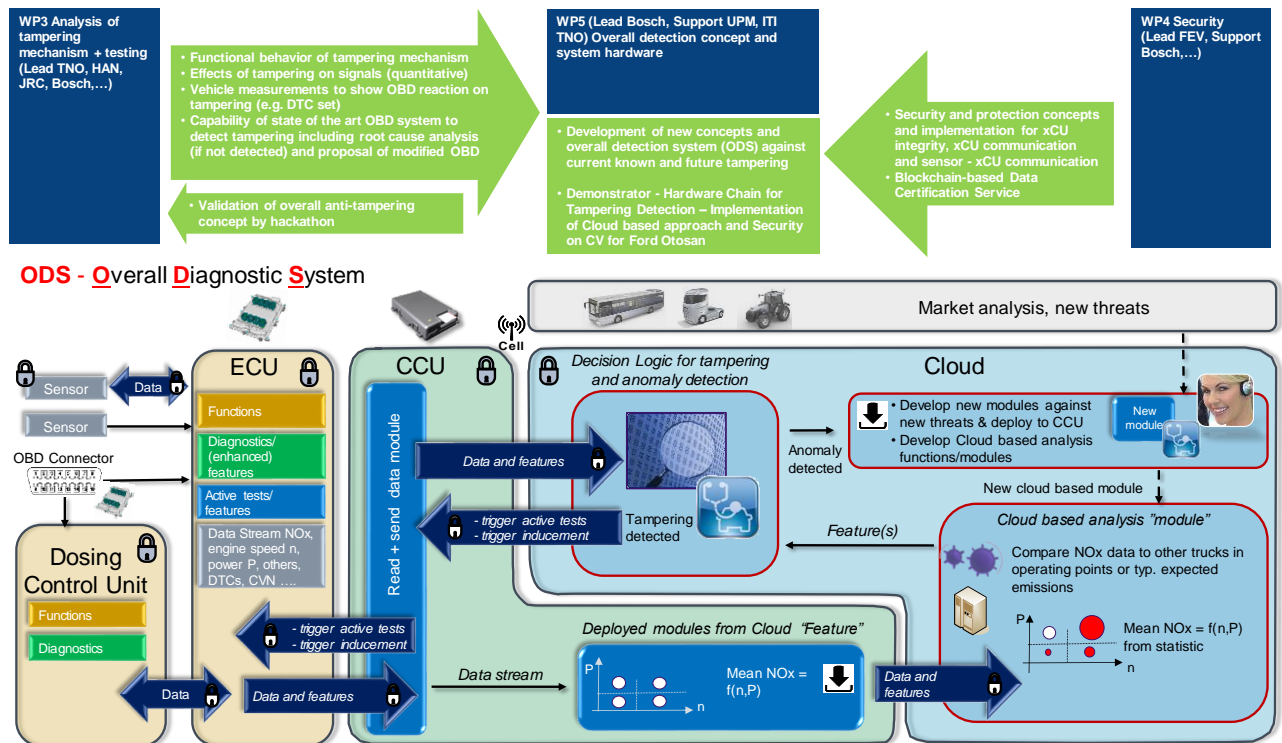 WP3 Analysis of
tampering
mechanism + testing
(Lead TNO, HAN,
JRC, Bosch,…)
• Functional behavior of tampering mechanism
• Effects of tampering on signals (quantitative)
• Vehicle measurements to show OBD reaction on
tampering (e.g. DTC set)
• Capability of state of the art OBD system to
detect tampering including root cause analysis
(if not detected) and proposal of modified OBD
• Validation of overall anti-tampering
concept by hackathon
WP5 (Lead Bosch, Support UPM, ITI
TNO) Overall detection concept and
system hardware
• Development of new concepts and
overall detection system (ODS) against
current known and future tampering
• Demonstrator - Hardware Chain for
Tampering Detection – Implementation
of Cloud based approach and Security
on CV for Ford Otosan
• Security and protection concepts
and implementation for xCU
integrity, xCU communication
and sensor - xCU communication
• Blockchain-based Data
Certification Service
WP4 Security
(Lead FEV, Support
Bosch,…)
ODS - Overall Diagnostic System
Market analysis, new threats
Cell
Sensor
Data
Sensor
OBD Connector
Dosing
Control Unit
Functions
Diagnostics
Data
ECU
Functions
Diagnostics/
(enhanced)
features
Active tests/
features
Data Stream NOx,
engine speed n,
power P, others,
DTCs, CVN ….
- trigger active tests
- trigger inducement
Data and features
CCU
Read + send data module
Data and features
- trigger active tests
- trigger inducement
Data stream
Deployed modules from Cloud "Feature"
P
n
Mean NOx =
f(n,P)
Data and
features
Decision Logic for tampering
and anomaly detection
Tampering
detected
Cloud
Anomaly
detected
• Develop new modules against
new threats & deploy to CCU
• Develop Cloud based analysis
functions/modules
New
module
New cloud based module
Feature(s)
Cloud based analysis "module"
Compare NOx data to other trucks in
operating points or typ. expected
emissions
P
n
Mean NOx = f(n,P)
from statistic